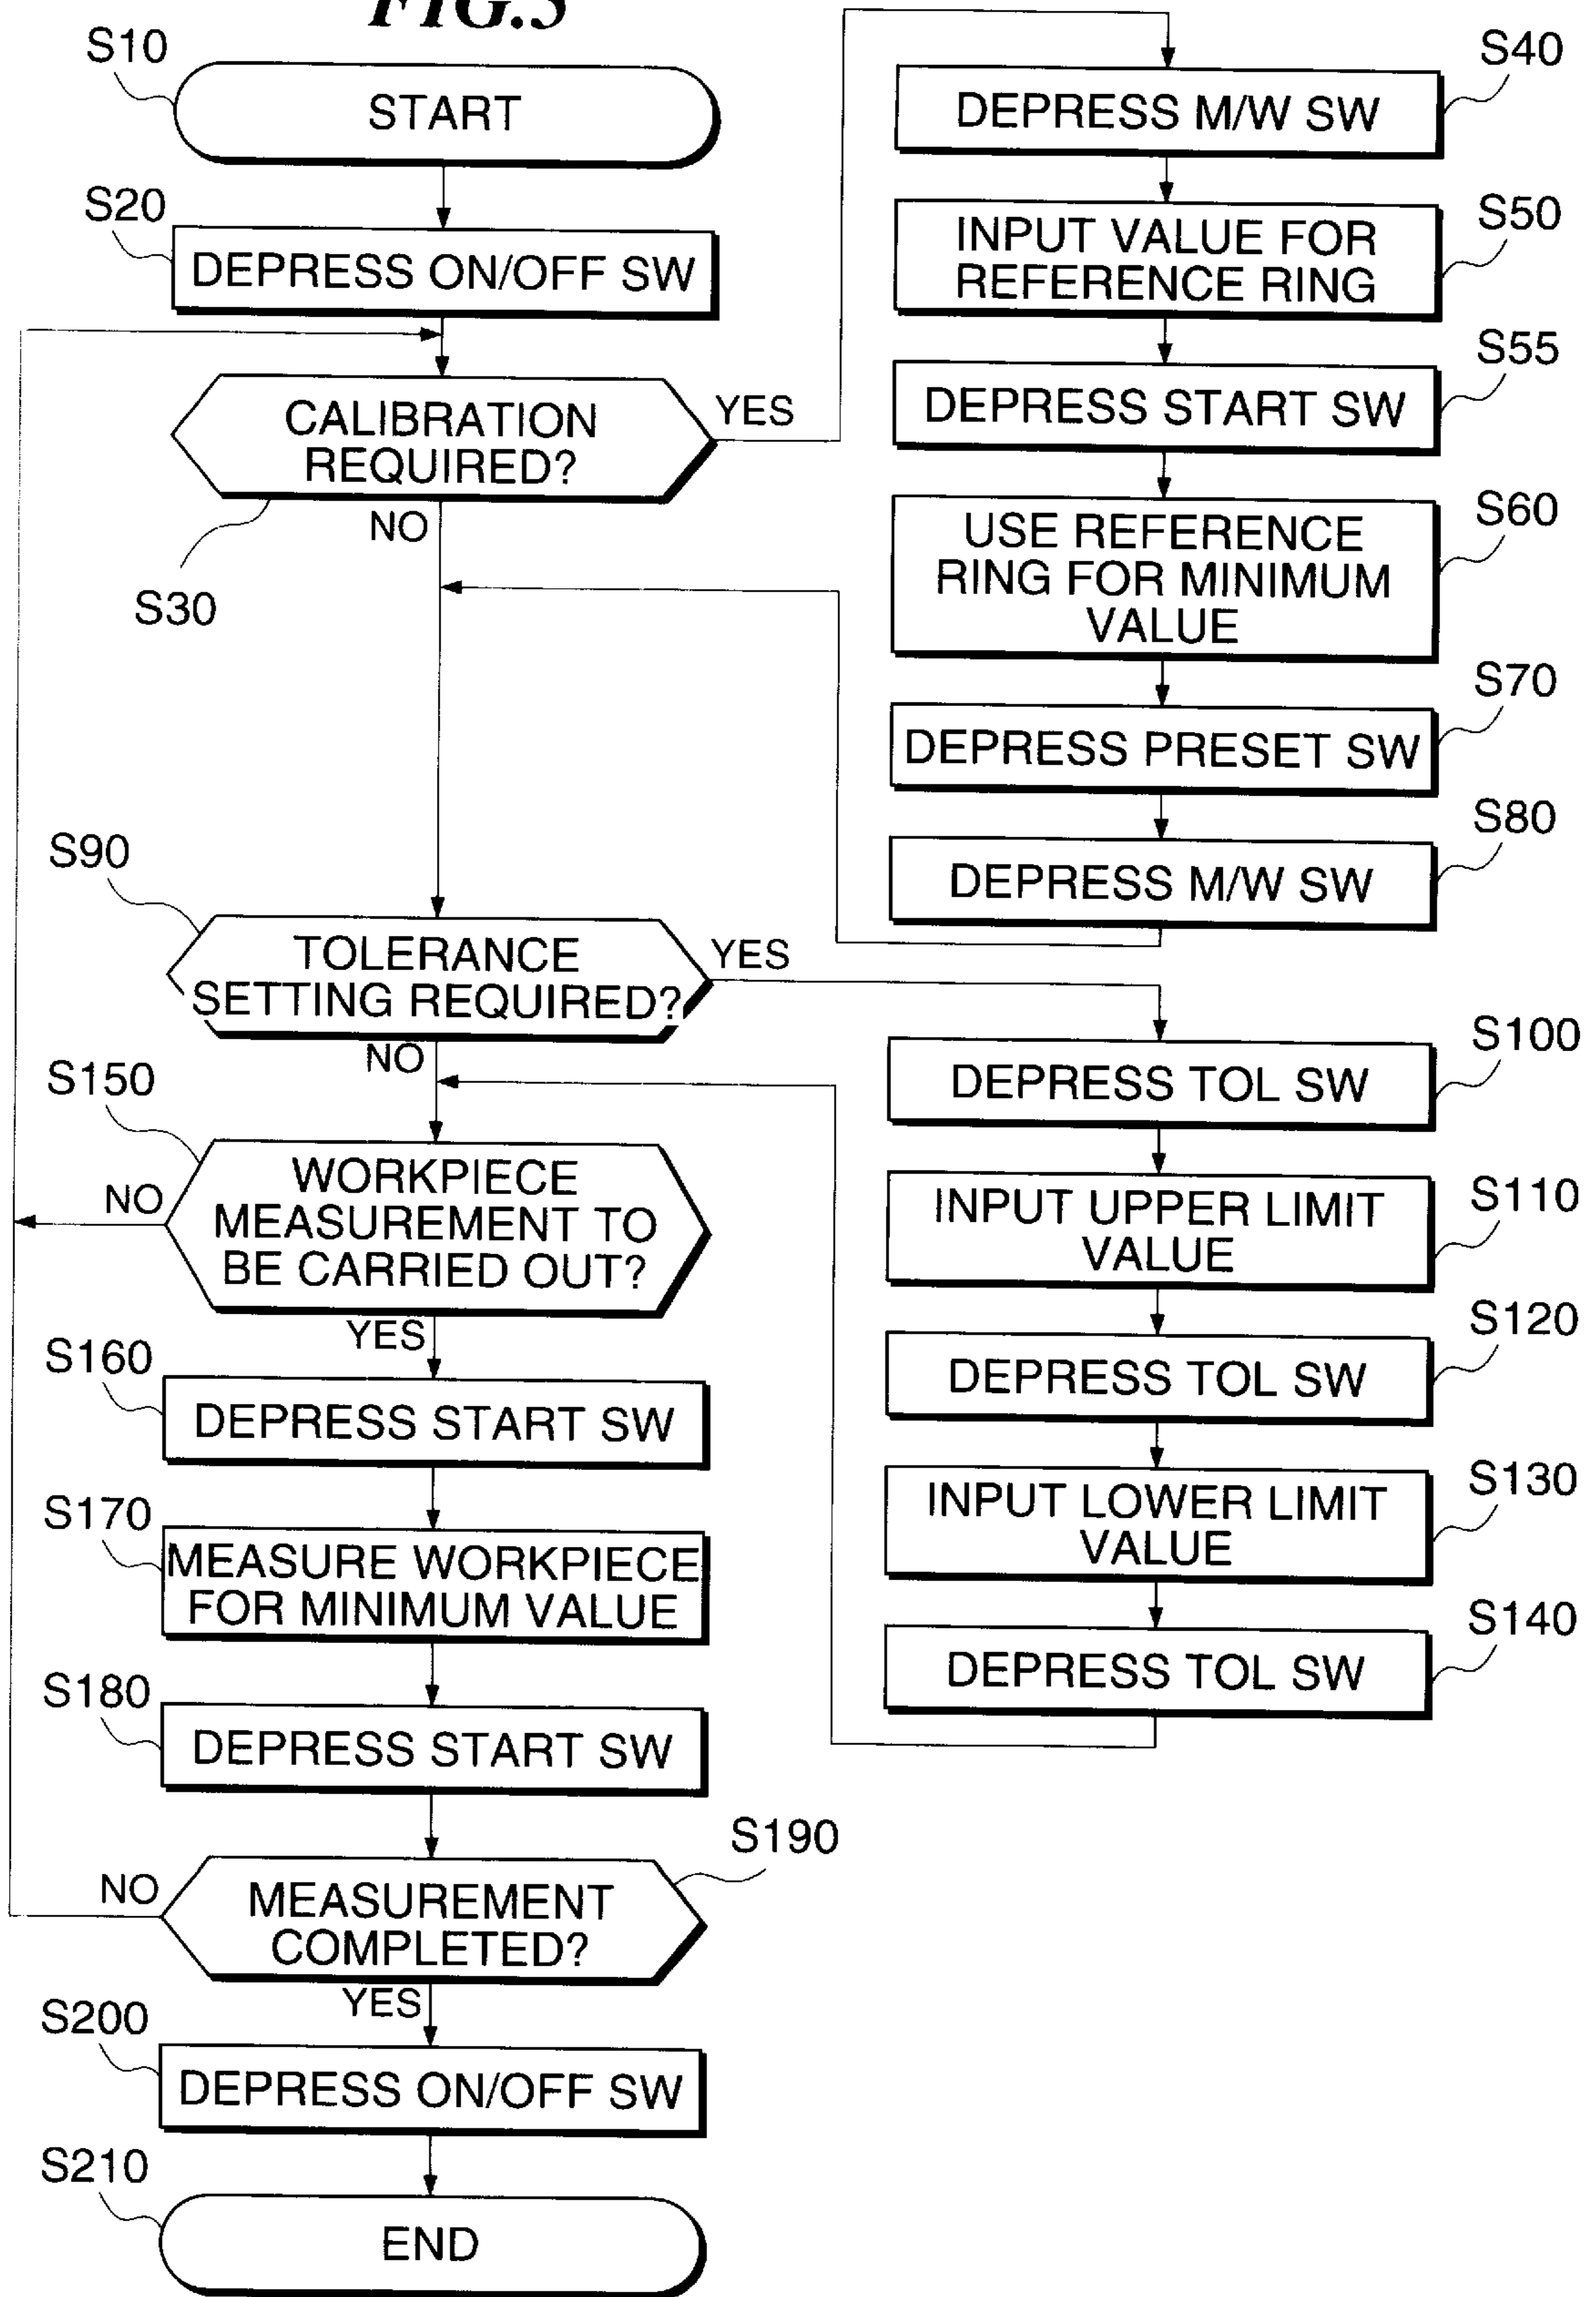 FIG.5
S10
START
S20
DEPRESS ON/OFF SW
CALIBRATION
REQUIRED?
YES
NO
S30
S40
DEPRESS M/W SW
S50
INPUT VALUE FOR
REFERENCE RING
S55
DEPRESS START SW
S60
USE REFERENCE
RING FOR MINIMUM
VALUE
S70
DEPRESS PRESET SW
S80
DEPRESS M/W SW
S90
TOLERANCE
SETTING REQUIRED?
YES
NO
S100
DEPRESS TOL SW
S110
INPUT UPPER LIMIT
VALUE
S120
DEPRESS TOL SW
S130
INPUT LOWER LIMIT
VALUE
S140
DEPRESS TOL SW
S150
WORKPIECE
MEASUREMENT TO
BE CARRIED OUT?
NO
YES
S160
DEPRESS START SW
S170
MEASURE WORKPIECE
FOR MINIMUM VALUE
S180
DEPRESS START SW
S190
MEASUREMENT
COMPLETED?
NO
YES
S200
DEPRESS ON/OFF SW
S210
END